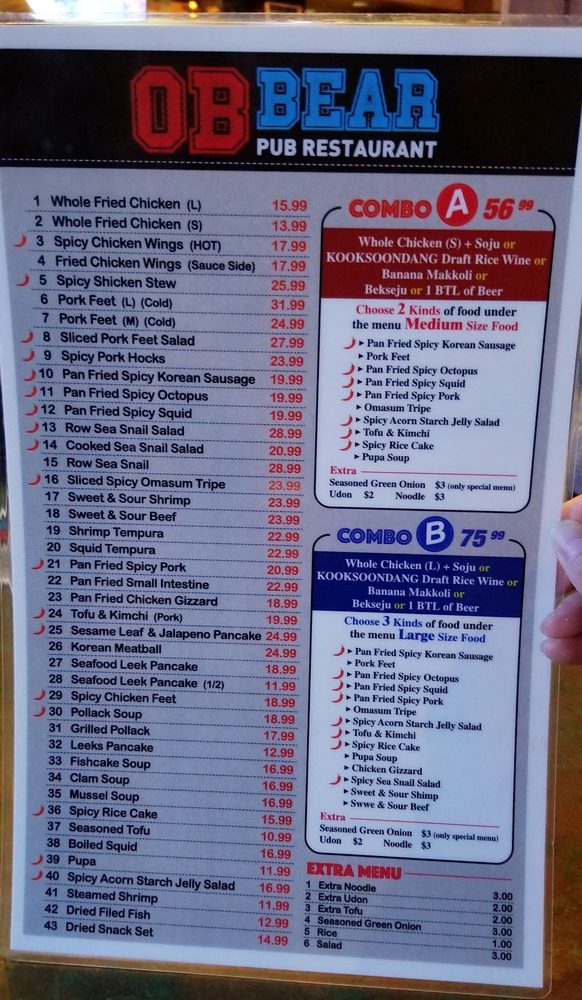 OB BEAR
PUB RESTAURANT
1 Whole Fried Chicken (L) 15.99
2 Whole Fried Chicken (S) 13.99
3 Spicy Chicken Wings (HOT) 17.99
4 Fried Chicken Wings (Sauce Side) 17.99
5 Spicy Shicken Stew 25.99
6 Pork Feet (L) (Cold) 31.99
7 Pork Feet (M) (Cold) 24.99
8 Sliced Pork Feet Salad 27.99
9 Spicy Pork Hocks 23.99
10 Pan Fried Spicy Korean Sausage 19.99
11 Pan Fried Spicy Octopus 19.99
12 Pan Fried Spicy Squid 19.99
13 Row Sea Snail Salad 28.99
14 Cooked Sea Snail Salad 20.99
15 Row Sea Snail 28.99
16 Sliced Spicy Omasum Tripe 23.99
17 Sweet & Sour Shrimp 23.99
18 Sweet & Sour Beef 23.99
19 Shrimp Tempura 22.99
20 Squid Tempura 22.99
21 Pan Fried Spicy Pork 20.99
22 Pan Fried Small Intestine 22.99
23 Pan Fried Chicken Gizzard 18.99
24 Tofu & Kimchi (Pork) 19.99
25 Sesame Leaf & Jalapeno Pancake 24.99
26 Korean Meatball 24.99
27 Seafood Leek Pancake 18.99
28 Seafood Leek Pancake (1/2) 11.99
29 Spicy Chicken Feet 18.99
30 Pollack Soup 18.99
31 Grilled Pollack 17.99
32 Leeks Pancake 12.99
33 Fishcake Soup 16.99
34 Clam Soup 16.99
35 Mussel Soup 16.99
36 Spicy Rice Cake 15.99
37 Seasoned Tofu 10.99
38 Boiled Squid 16.99
39 Pupa 11.99
40 Spicy Acorn Starch Jelly Salad 16.99
41 Steamed Shrimp 11.99
42 Dried Filed Fish 12.99
43 Dried Snack Set 14.99
COMBO A 56 99
Whole Chicken (S) + Soju or
KOOKSOONDANG Draft Rice Wine or
Banana Makkoli or
Bekseju or 1 BTL of Beer
Choose 2 Kinds of food under
the menu Medium Size Food
Pan Fried Spicy Korean Sausage
Pork Feet
Pan Fried Spicy Octopus
Pan Fried Spicy Squid
Pan Fried Spicy Pork
Omasum Tripe
Spicy Acorn Starch Jelly Salad
Tofu & Kimchi
Spicy Rice Cake
Pupa Soup
Extra
Seasoned Green Onion $3 (only special menu)
Udon $2 Noodle $3
COMBO B 75 99
Whole Chicken (L) + Soju or
KOOKSOONDANG Draft Rice Wine or
Banana Makkoli or
Bekseju or 1 BTL of Beer
Choose 3 Kinds of food under
the menu Large Size Food
Pan Fried Spicy Korean Sausage
Pork Feet
Pan Fried Spicy Octopus
Pan Fried Spicy Squid
Pan Fried Spicy Pork
Omasum Tripe
Spicy Acorn Starch Jelly Salad
Tofu & Kimchi
Spicy Rice Cake
Pupa Soup
Chicken Gizzard
Spicy Sea Snail Salad
Sweet & Sour Shimp
Swwe & Sour Beef
Extra
Seasoned Green Onion $3 (only special menu)
Udon $2 Noodle $3
EXTRA MENU
1 Extra Noodle 3.00
2 Extra Udon 2.00
3 Extra Tofu 2.00
4 Seasoned Green Onion 3.00
5 Rice 1.00
6 Salad 3.00